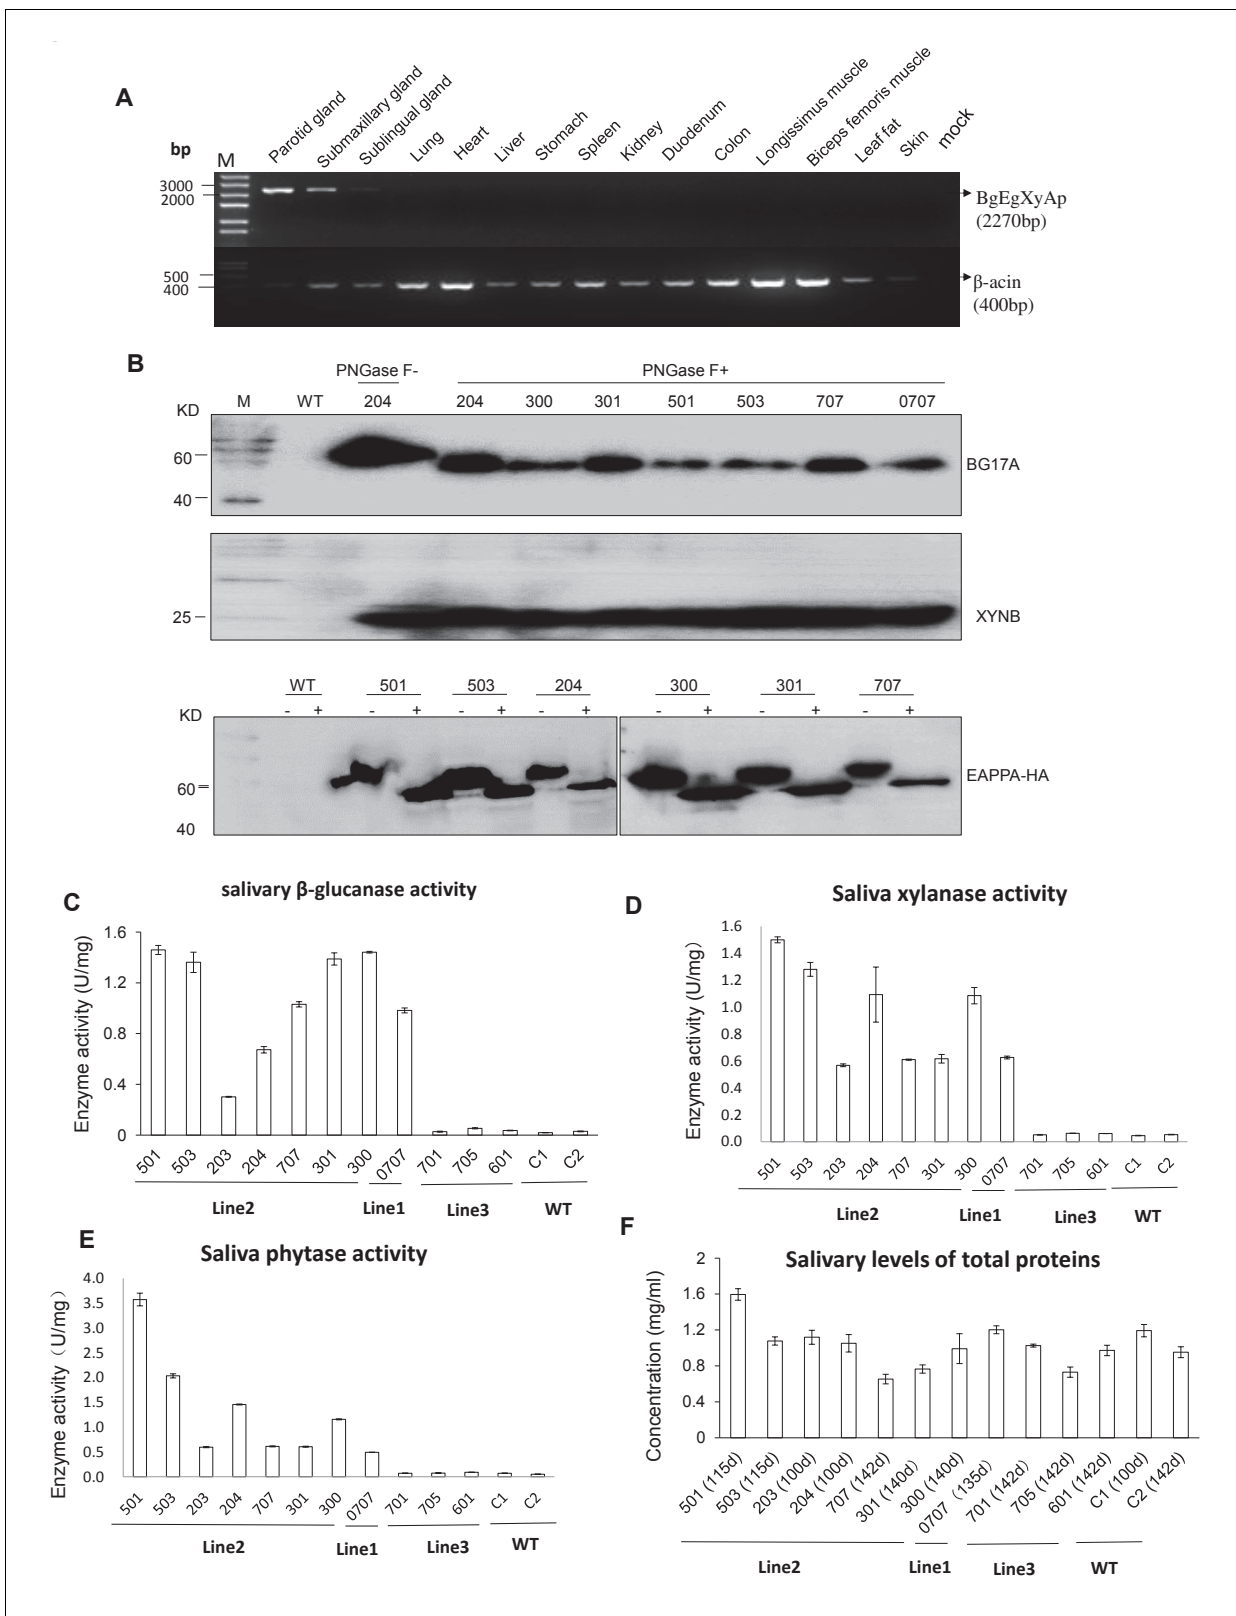 A
Parotid gland
Submaxillary gland
Sublingual gland
Lung
Heart
Liver
Stomach
Spleen
Kidney
Duodenum
Colon
Longissimus muscle
Biceps femoris muscle
Leaf fat
Skin
mock
bp
M
3000
2000
BgEgXyAp
(2270bp)
500
400
β-acin
(400bp)
B
PNGase F-
PNGase F+
KD
M WT 204 204 300 301 501 503 707 0707
60
40
BG17A
25
XYNB
WT 501 503 204 300 301 707
KD
- + - + - + - + - + - + - +
60
40
EAPPA-HA
C
salivary β-glucanase activity
Enzyme activity (U/mg)
1.6
1.2
0.8
0.4
0
501 503 203 204 707 301 300 0707 701 705 601 C1 C2
Line2 Line1 Line3 WT
D
Saliva xylanase activity
Enzyme activity (U/mg)
1.6
1.4
1.2
1.0
0.8
0.6
0.4
0.2
0.0
501 503 203 204 707 301 300 0707 701 705 601 C1 C2
Line2 Line1 Line3 WT
E
Saliva phytase activity
Enzyme activity (U/mg)
4.0
3.5
3.0
2.5
2.0
1.5
1.0
0.5
0.0
501 503 203 204 707 301 300 0707 701 705 601 C1 C2
Line2 Line1 Line3 WT
F
Salivary levels of total proteins
Concentration (mg/ml)
2
1.6
1.2
0.8
0.4
0
501 (115d) 503 (115d) 203 (100d) 204 (100d) 707 (142d) 301 (140d) 300 (140d) 0707 (135d) 701 (142d) 705 (142d) 601 (142d) C1 (100d) C2 (142d)
Line2 Line1 Line3 WT